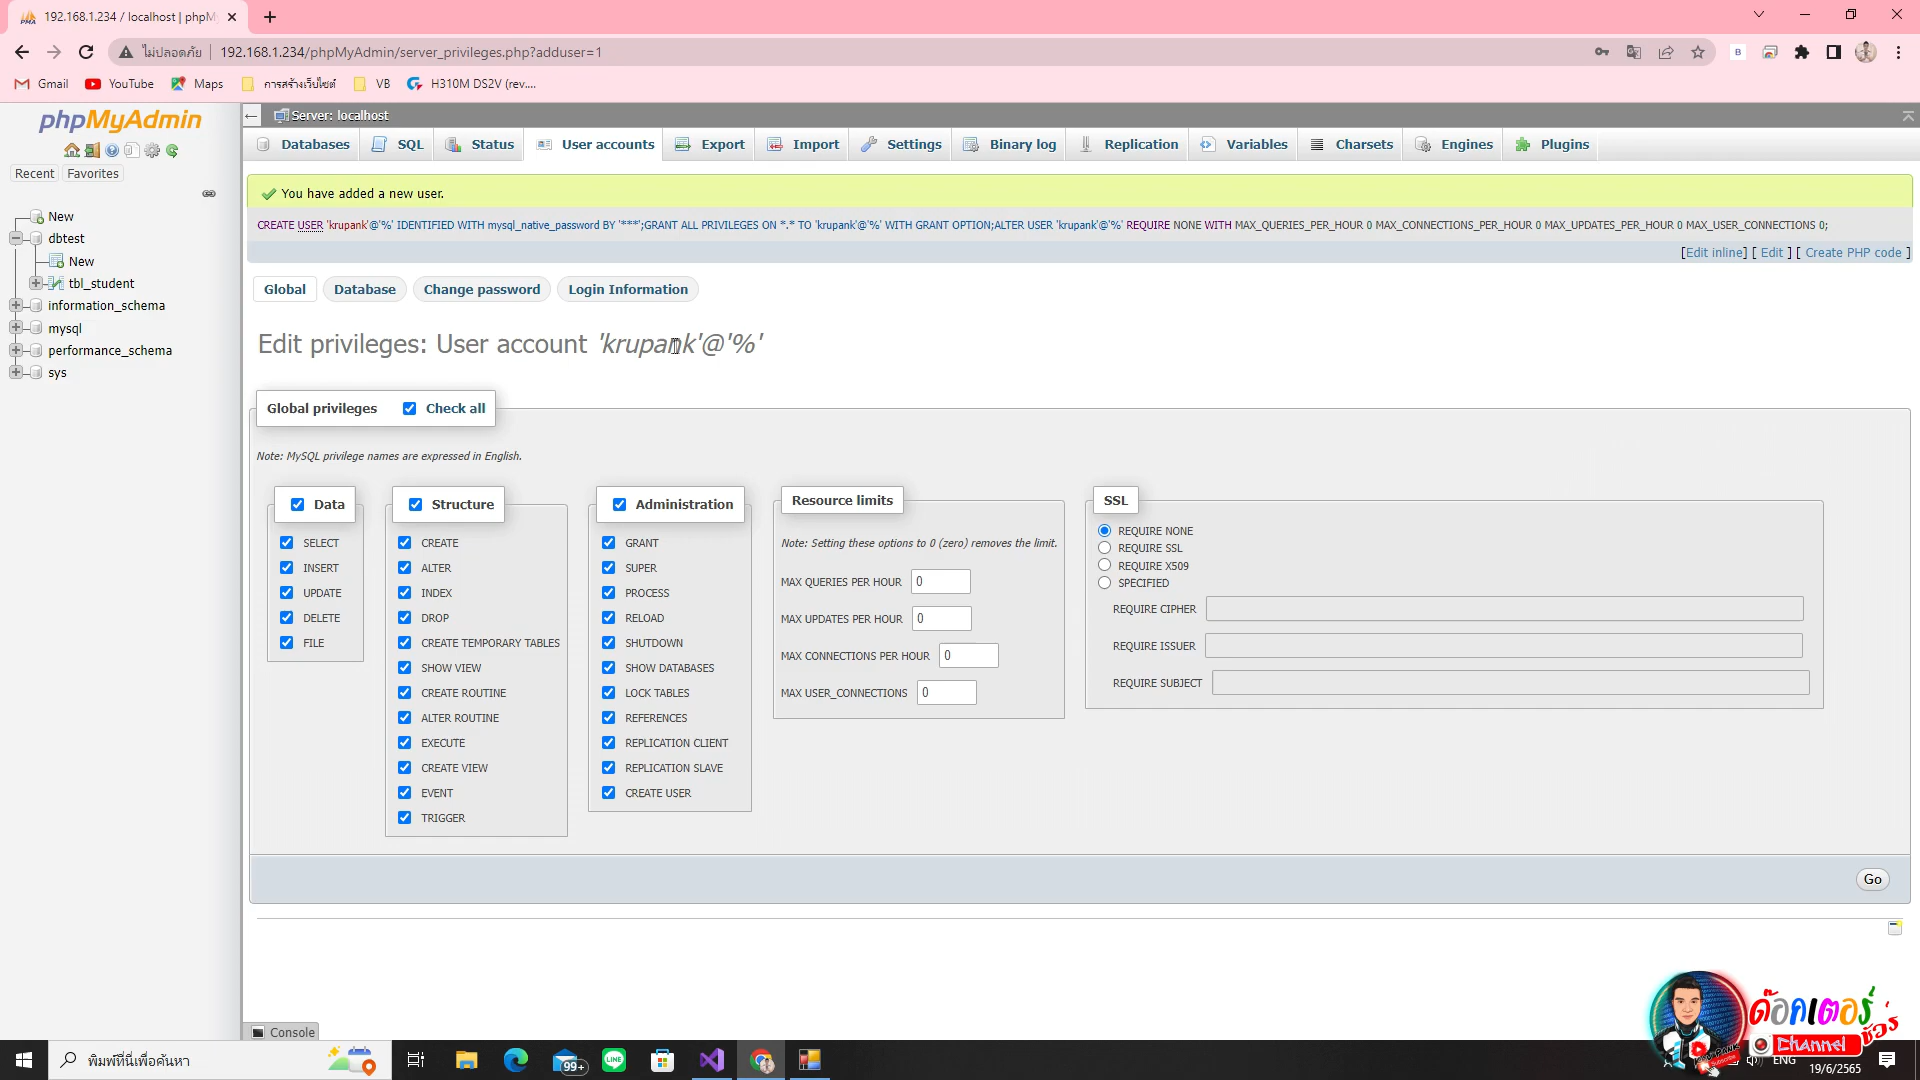 192.168.1.234 / localhost | phpMy
ไม่ปลอดภัย | 192.168.1.234/phpMyAdmin/server_privileges.php?adduser=1
Gmail YouTube Maps การสร้างเว็บไซต์ VB H310M DS2V (rev....
phpMyAdmin
Recent Favorites
New
dbtest
New
tbl_student
information_schema
mysql
performance_schema
sys
Server: localhost
Databases SQL Status User accounts Export Import Settings Binary log Replication Variables Charsets Engines Plugins
You have added a new user.
CREATE USER 'krupank'@'%' IDENTIFIED WITH mysql_native_password BY '***';GRANT ALL PRIVILEGES ON *.* TO 'krupank'@'%' WITH GRANT OPTION;ALTER USER 'krupank'@'%' REQUIRE NONE WITH MAX_QUERIES_PER_HOUR 0 MAX_CONNECTIONS_PER_HOUR 0 MAX_UPDATES_PER_HOUR 0 MAX_USER_CONNECTIONS 0;
[Edit inline] [ Edit ] [ Create PHP code ]
Global Database Change password Login Information
Edit privileges: User account 'krupank'@'%'
Global privileges Check all
Note: MySQL privilege names are expressed in English.
Data
SELECT
INSERT
UPDATE
DELETE
FILE
Structure
CREATE
ALTER
INDEX
DROP
CREATE TEMPORARY TABLES
SHOW VIEW
CREATE ROUTINE
ALTER ROUTINE
EXECUTE
CREATE VIEW
EVENT
TRIGGER
Administration
GRANT
SUPER
PROCESS
RELOAD
SHUTDOWN
SHOW DATABASES
LOCK TABLES
REFERENCES
REPLICATION CLIENT
REPLICATION SLAVE
CREATE USER
Resource limits
Note: Setting these options to 0 (zero) removes the limit.
MAX QUERIES PER HOUR 0
MAX UPDATES PER HOUR 0
MAX CONNECTIONS PER HOUR 0
MAX USER_CONNECTIONS 0
SSL
REQUIRE NONE
REQUIRE SSL
REQUIRE X509
SPECIFIED
REQUIRE CIPHER
REQUIRE ISSUER
REQUIRE SUBJECT
Go
Console
ด๊อกเตอร์
ชัวร์
Channel
พิมพ์ที่นี่เพื่อค้นหา
99+
LINE
ENG
19/6/2565